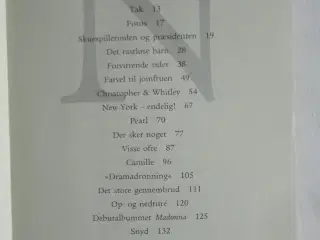 Tak 13
Fotos 17
Skuespillerinden og præsidenten 19
Det rastløse barn 28
Forvirrende tider 38
Farsel til jomfruen 49
Christopher & Whitley 54
New York – endelig! 67
Pearl 70
Der sker noget 77
Visse ofre 87
Camille 96
»Dramadronning« 105
Det store gennembrud 111
Op- og nedture 120
Debutalbummet Madonna 125
Snyd 132